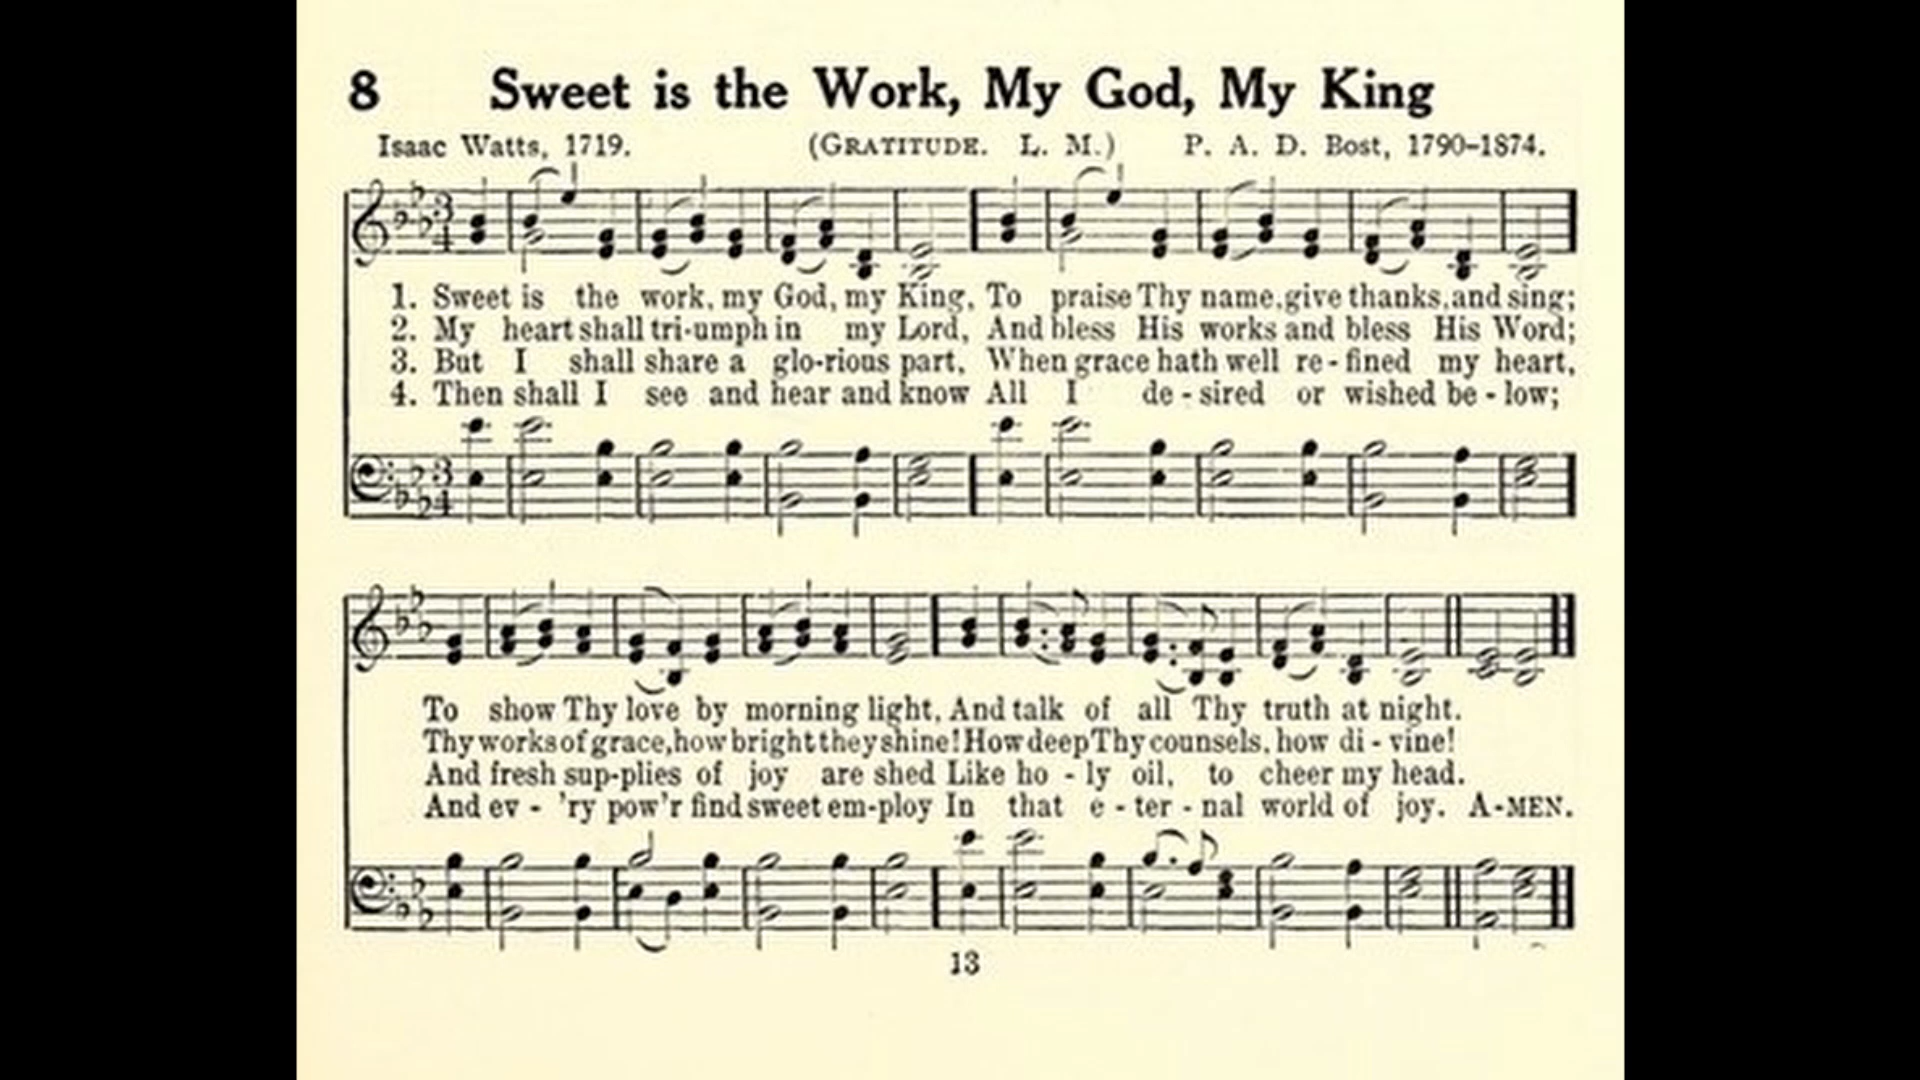 8 Sweet is the Work, My God, My King
Isaac Watts, 1719. (GRATITUDE. L. M.) P. A. D. Bost, 1790–1874.
3
4
1. Sweet is the work, my God, my King, To praise Thy name, give thanks, and sing;
2. My heart shall tri-umph in my Lord, And bless His works and bless His Word;
3. But I shall share a glo-rious part, When grace hath well re-fined my heart,
4. Then shall I see and hear and know All I de-sired or wished be-low;
3
4
To show Thy love by morning light, And talk of all Thy truth at night.
Thy works of grace, how bright they shine! How deep Thy counsels, how di-vine!
And fresh sup-plies of joy are shed Like ho-ly oil, to cheer my head.
And ev-'ry pow'r find sweet em-ploy In that e-ter-nal world of joy. A-MEN.
13